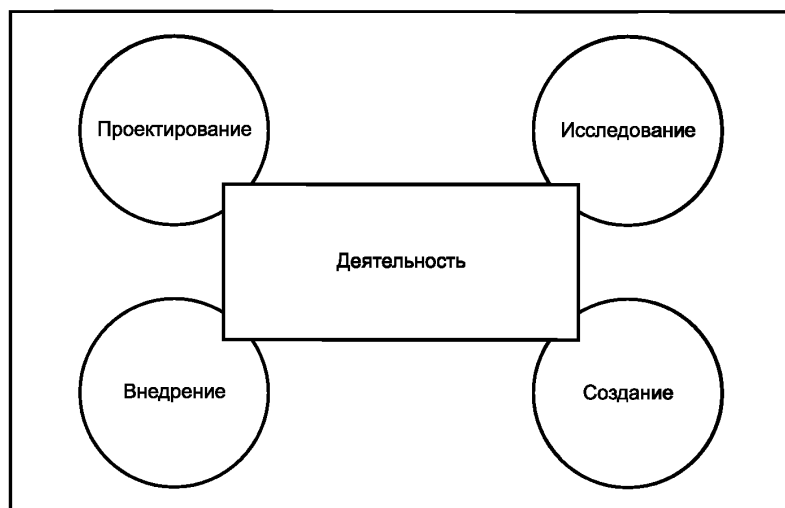 Проектирование
Исследование
Деятельность
Внедрение
Создание